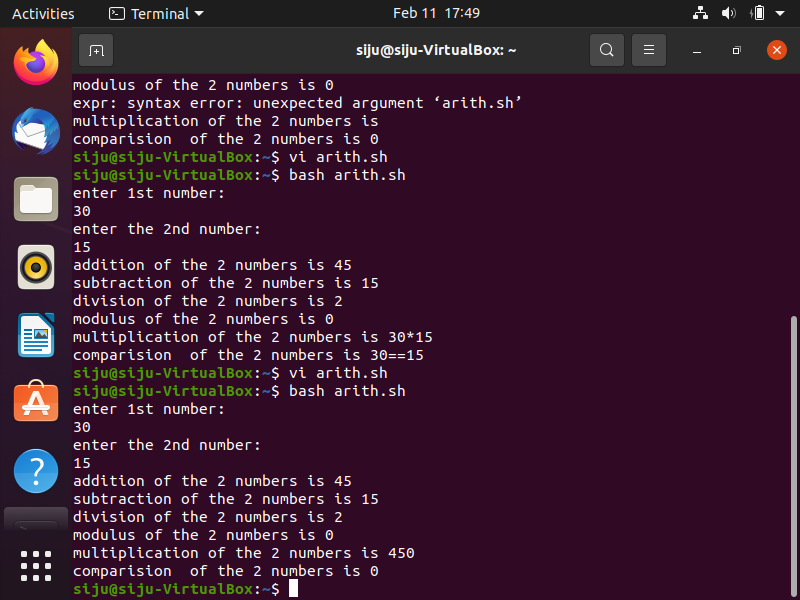 Activities
Terminal
Feb 11 17:49
siju@siju-VirtualBox: ~
modulus of the 2 numbers is 0
expr: syntax error: unexpected argument ‘arith.sh’
multiplication of the 2 numbers is
comparision  of the 2 numbers is 0
siju@siju-VirtualBox:~$ vi arith.sh
siju@siju-VirtualBox:~$ bash arith.sh
enter 1st number:
30
enter the 2nd number:
15
addition of the 2 numbers is 45
subtraction of the 2 numbers is 15
division of the 2 numbers is 2
modulus of the 2 numbers is 0
multiplication of the 2 numbers is 30*15
comparision  of the 2 numbers is 30==15
siju@siju-VirtualBox:~$ vi arith.sh
siju@siju-VirtualBox:~$ bash arith.sh
enter 1st number:
30
enter the 2nd number:
15
addition of the 2 numbers is 45
subtraction of the 2 numbers is 15
division of the 2 numbers is 2
modulus of the 2 numbers is 0
multiplication of the 2 numbers is 450
comparision  of the 2 numbers is 0
siju@siju-VirtualBox:~$